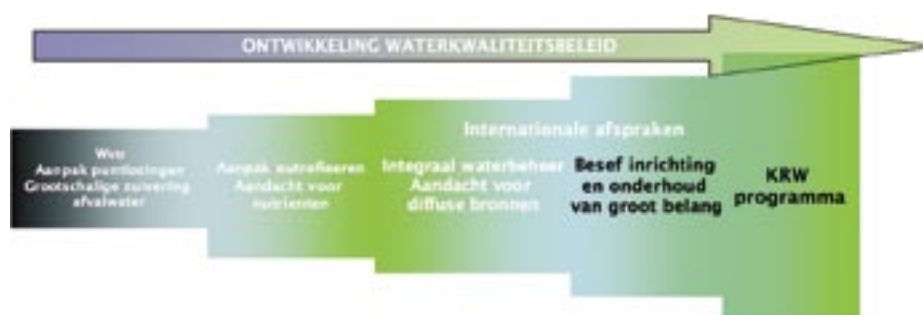 ONTWIKKELING WATERKWALITEITSBELEID
Internationale afspraken
Wvo
Aanpak puntlozingen
Grootschalige zuivering
afvalwater
Aanpak eutrofiëren
Aandacht voor
nutrienten
Integraal waterbeheer
Aandacht voor
diffuse bronnen
Besef inrichting
en onderhoud
van groot belang
KRW
programma